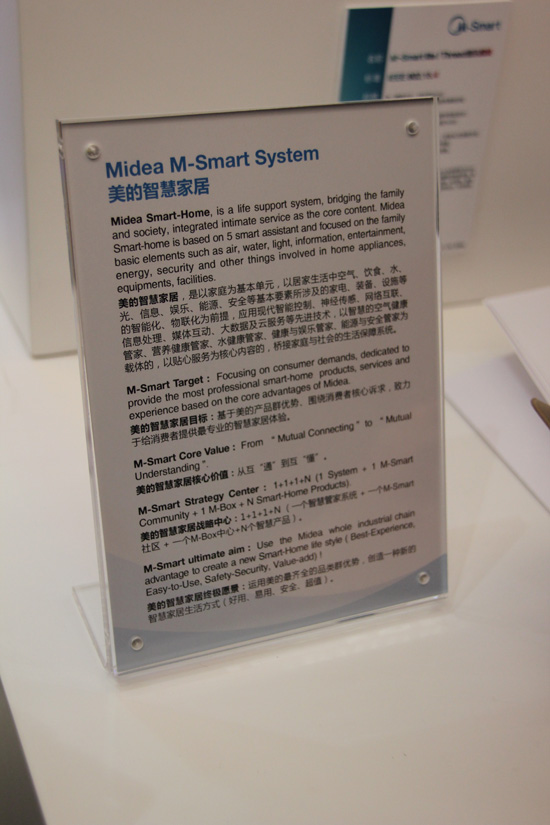 M-Smart
Midea M-Smart System
美的智慧家居
Midea Smart-Home, is a life support system, bridging the family
and society, integrated intimate service as the core content. Midea
Smart-home is based on 5 smart assistant and focused on the family
basic elements such as air, water, light, information, entertainment,
energy, security and other things involved in home appliances,
equipments, facilities.
美的智慧家居，是以家庭为基本单元，以居家生活中空气、饮食、水、
光、信息、娱乐、能源、安全等基本要素所涉及的家电、装备、设施等
的智能化、物联化为前提，应用现代智能控制、神经传感、网络互联、
信息处理、媒体互动、大数据及云服务等先进技术，以智慧的空气健康
管家、营养健康管家、水健康管家、健康与娱乐管家、能源与安全管家为
载体的，以贴心服务为核心内容的，桥接家庭与社会的生活保障系统。
M-Smart Target： Focusing on consumer demands, dedicated to
provide the most professional smart-home products, services and
experience based on the core advantages of Midea.
美的智慧家居目标：基于美的产品群优势、围绕消费者核心诉求，致力
于给消费者提供最专业的智慧家居体验。
M-Smart Core Value： From “Mutual Connecting” to “Mutual
Understanding”.
美的智慧家居核心价值：从互“通”到互“懂”。
M-Smart Strategy Center：1+1+1+N (1 System + 1 M-Smart
Community + 1 M-Box + N Smart-Home Products).
美的智慧家居战略中心：1+1+1+N（一个智慧管家系统 + 一个M-Smart
社区 + 一个M-Box中心+N个智慧产品）。
M-Smart ultimate aim： Use the Midea whole industrial chain
advantage to create a new Smart-Home life style ( Best-Experience,
Easy-to-Use, Safety-Security, Value-add) !
美的智慧家居终极愿景：运用美的最齐全的品类群优势，创造一种新的
智慧家居生活方式（好用、易用、安全、超值）。